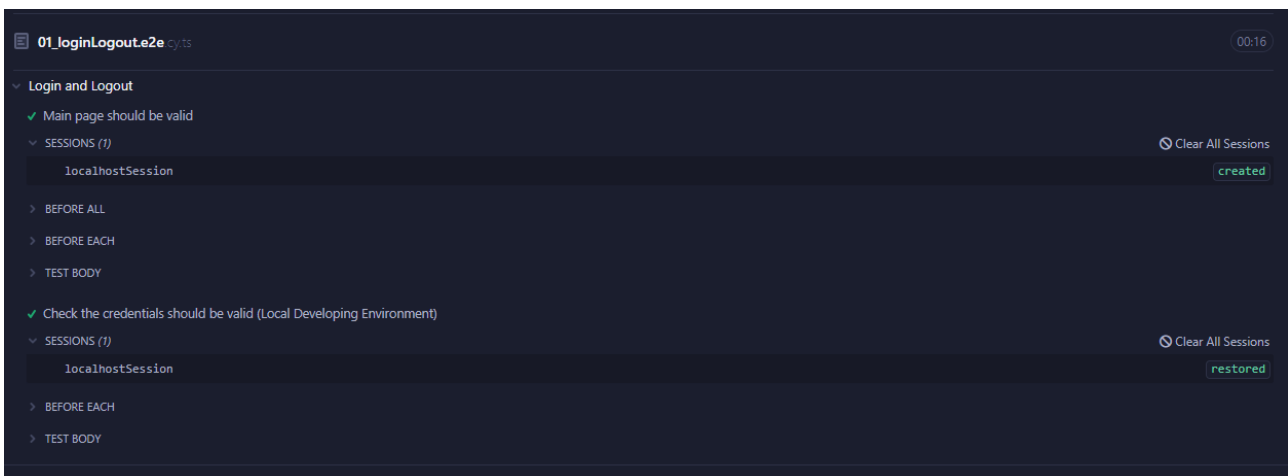 01_loginLogout.e2e cy.ts 00:16
Login and Logout
Main page should be valid
SESSIONS (1) Clear All Sessions
localhostSession created
BEFORE ALL
BEFORE EACH
TEST BODY
Check the credentials should be valid (Local Developing Environment)
SESSIONS (1) Clear All Sessions
localhostSession restored
BEFORE EACH
TEST BODY